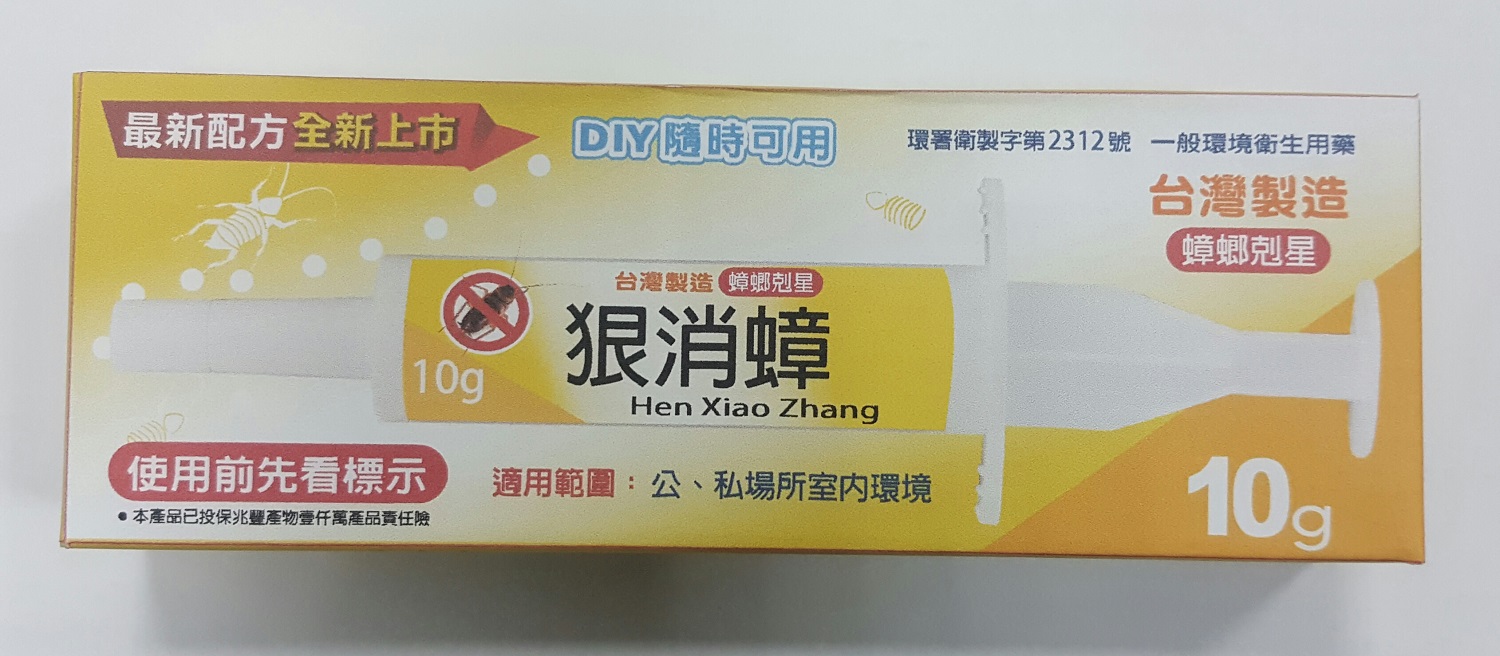 最新配方全新上市
DIY隨時可用
環署衛製字第2312號 一般環境衛生用藥
台灣製造
蟑螂剋星
台灣製造 蟑螂剋星
狠消蟑
Hen Xiao Zhang
10g
使用前先看標示
適用範圍：公、私場所室內環境
●本產品已投保兆豐產物壹仟萬產品責任險
10g